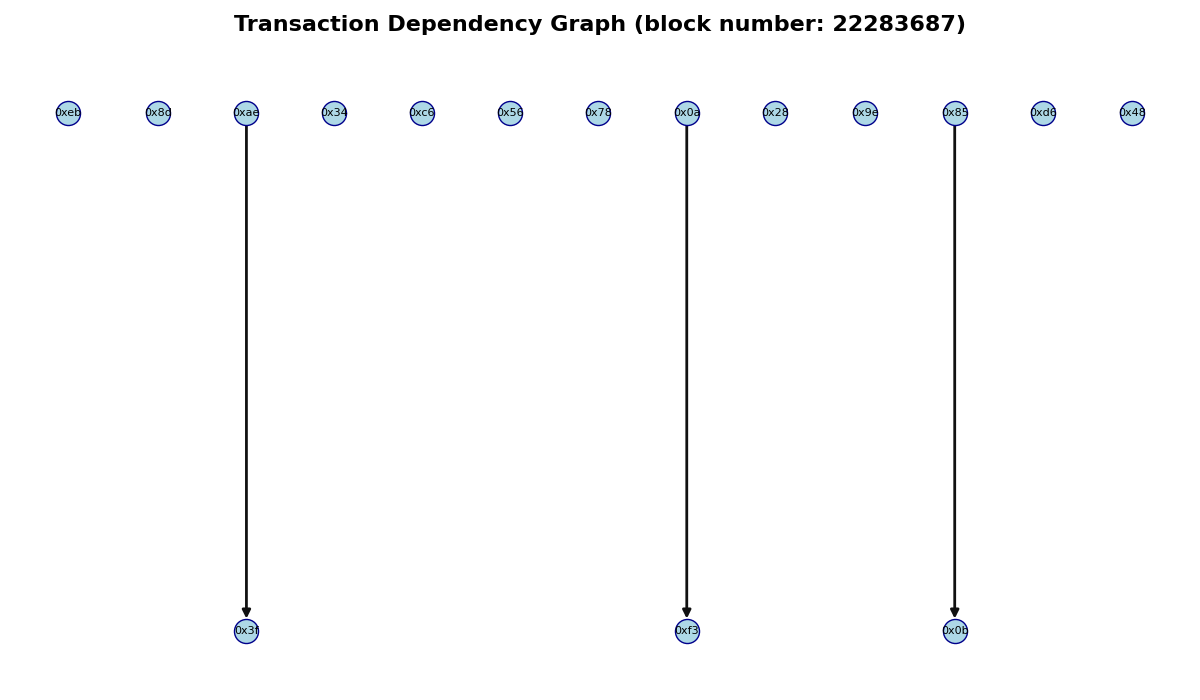 Transaction Dependency Graph (block number: 22283687)
0xeb 0x8d 0xae 0x34 0xc6 0x56 0x78 0x0a 0x28 0x9e 0x85 0xd6 0x48
0x3f 0xf3 0x0b